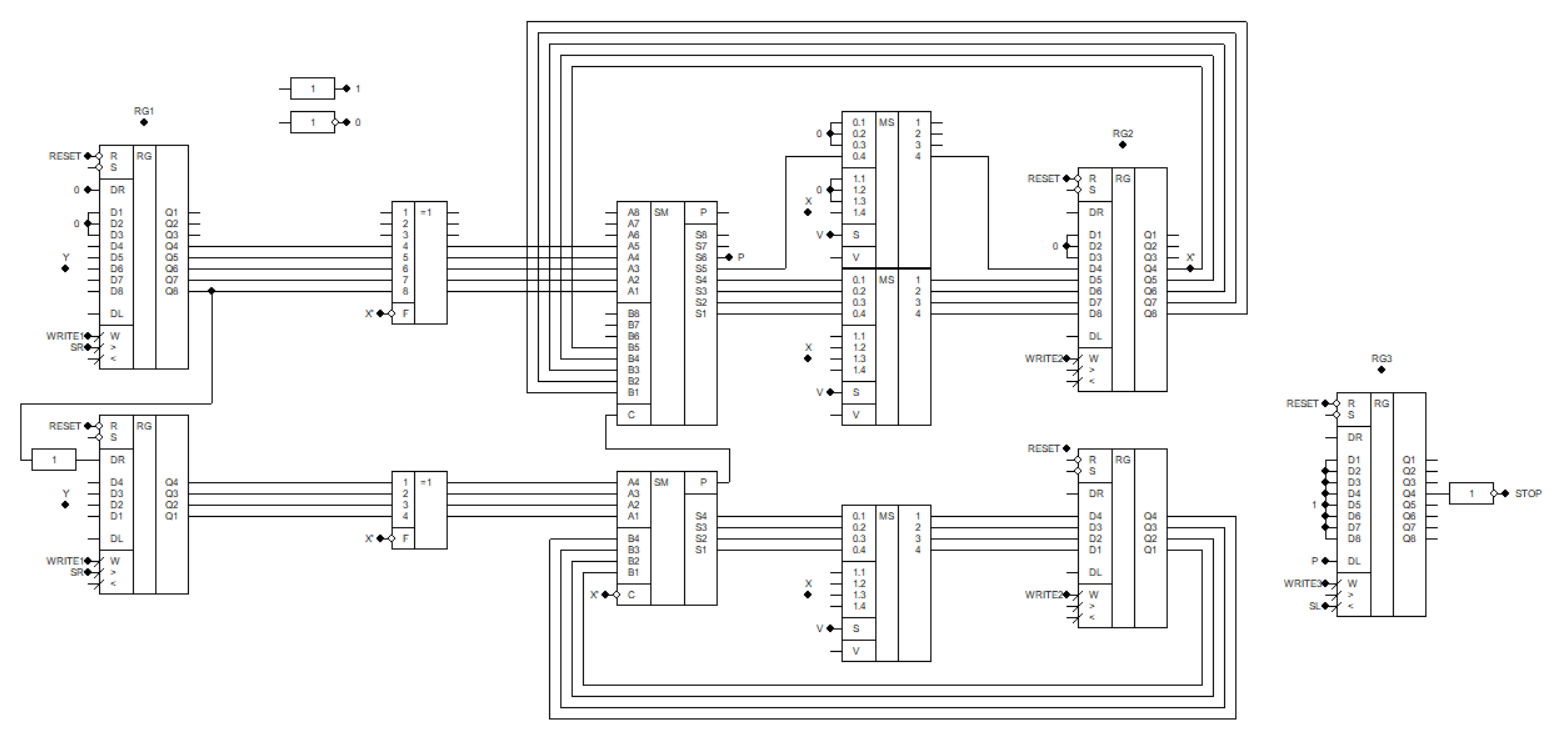 1 1
1 0
RG1
RESET R RG
S
0 DR
D1 Q1
0 D2 Q2
D3 Q3
D4 Q4
Y D5 Q5
D6 Q6
D7 Q7
D8 Q8
DL
WRITE1 W
SR >
<
RESET R RG
S
1 DR
D4 Q4
Y D3 Q3
D2 Q2
D1 Q1
DL
WRITE1 W
SR >
<
1 =1
2
3
4
5
6
7
8
X' F
1 =1
2
3
4
X' F
A8 SM P
A7
A6 S8
A5 S7
A4 S6 P
A3 S5
A2 S4
A1 S3
S2
B8 S1
B7
B6
B5
B4
B3
B2
B1
C
A4 SM P
A3
A2
A1 S4
S3
B4 S2
B3 S1
B2
B1
X' C
0.1 MS 1
0 0.2 2
0.3 3
0.4 4
1.1
0 1.2
X 1.3
1.4
V S
V
0.1 MS 1
0.2 2
0.3 3
0.4 4
1.1
X 1.2
1.3
1.4
V S
V
0.1 MS 1
0.2 2
0.3 3
0.4 4
1.1
X 1.2
1.3
1.4
V S
V
RG2
RESET R RG
S
DR
D1 Q1
0 D2 Q2
D3 Q3 X'
D4 Q4
D5 Q5
D6 Q6
D7 Q7
D8 Q8
DL
WRITE2 W
>
<
RESET
R RG
S
DR
D4 Q4
D3 Q3
D2 Q2
D1 Q1
DL
WRITE2 W
>
<
RG3
RESET R RG
S
DR
D1 Q1
D2 Q2
D3 Q3
D4 Q4 1 STOP
1 D5 Q5
D6 Q6
D7 Q7
D8 Q8
P DL
WRITE3 W
>
SL <